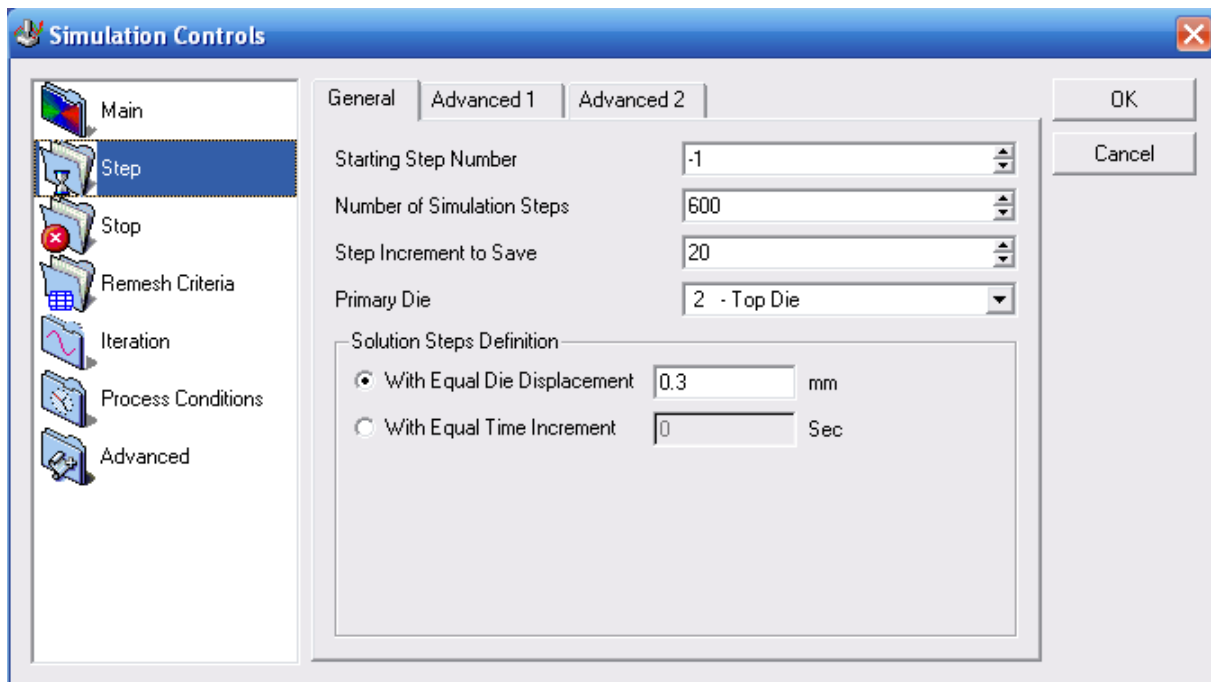 Simulation Controls
Main
Step
Stop
Remesh Criteria
Iteration
Process Conditions
Advanced
General Advanced 1 Advanced 2
Starting Step Number -1
Number of Simulation Steps 600
Step Increment to Save 20
Primary Die 2 - Top Die
Solution Steps Definition
With Equal Die Displacement 0.3 mm
With Equal Time Increment 0 Sec
OK
Cancel